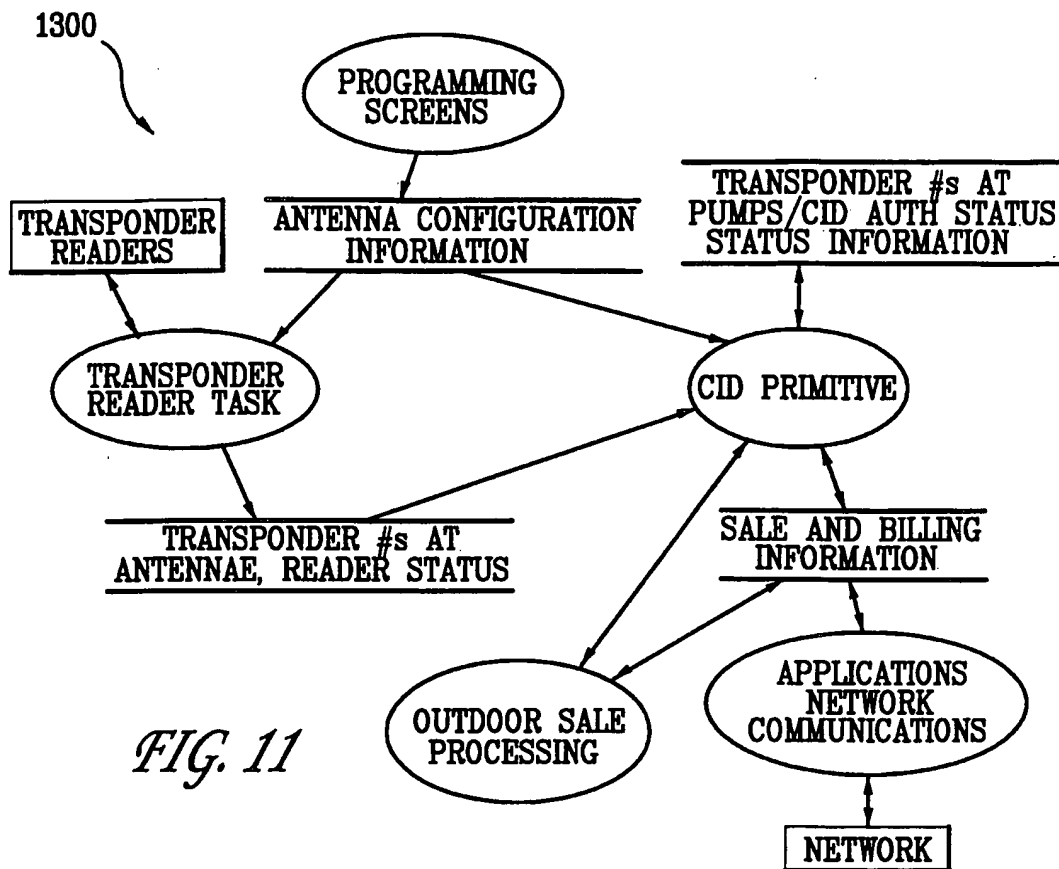 1300
PROGRAMMING
SCREENS
TRANSPONDER
READERS
ANTENNA CONFIGURATION
INFORMATION
TRANSPONDER #s AT
PUMPS/CID AUTH STATUS
STATUS INFORMATION
TRANSPONDER
READER TASK
CID PRIMITIVE
TRANSPONDER #s AT
ANTENNAE, READER STATUS
SALE AND BILLING
INFORMATION
OUTDOOR SALE
PROCESSING
APPLICATIONS
NETWORK
COMMUNICATIONS
NETWORK
FIG. 11